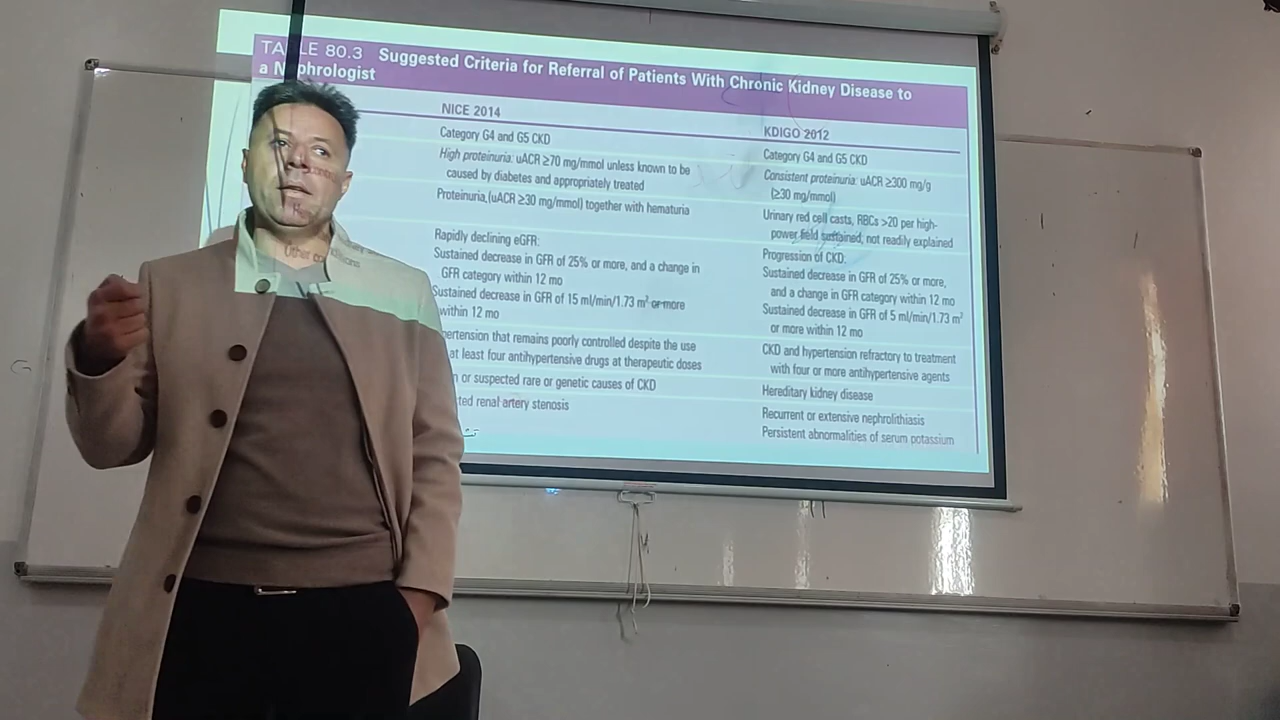 TABLE 80.3 Suggested Criteria for Referral of Patients With Chronic Kidney Disease to
a Nephrologist
NICE 2014
Category G4 and G5 CKD
High proteinuria: uACR ≥70 mg/mmol unless known to be
caused by diabetes and appropriately treated
Proteinuria, (uACR ≥30 mg/mmol) together with hematuria
Rapidly declining eGFR:
Sustained decrease in GFR of 25% or more, and a change in
GFR category within 12 mo
Sustained decrease in GFR of 15 ml/min/1.73 m² or more
within 12 mo
pertension that remains poorly controlled despite the use
at least four antihypertensive drugs at therapeutic doses
n or suspected rare or genetic causes of CKD
ted renal artery stenosis
KDIGO 2012
Category G4 and G5 CKD
Consistent proteinuria: uACR ≥300 mg/g
(≥30 mg/mmol)
Urinary red cell casts, RBCs >20 per high-
power field sustained, not readily explained
Progression of CKD:
Sustained decrease in GFR of 25% or more,
and a change in GFR category within 12 mo
Sustained decrease in GFR of 5 ml/min/1.73 m²
or more within 12 mo
CKD and hypertension refractory to treatment
with four or more antihypertensive agents
Hereditary kidney disease
Recurrent or extensive nephrolithiasis
Persistent abnormalities of serum potassium
Other conditions